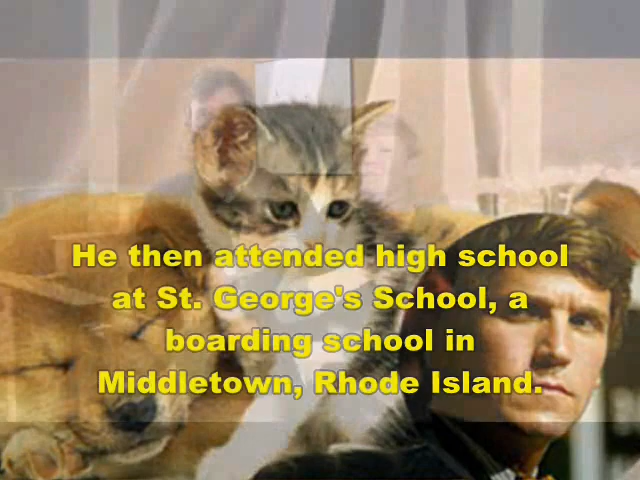 He then attended high school
at St. George's School, a
boarding school in
Middletown, Rhode Island.